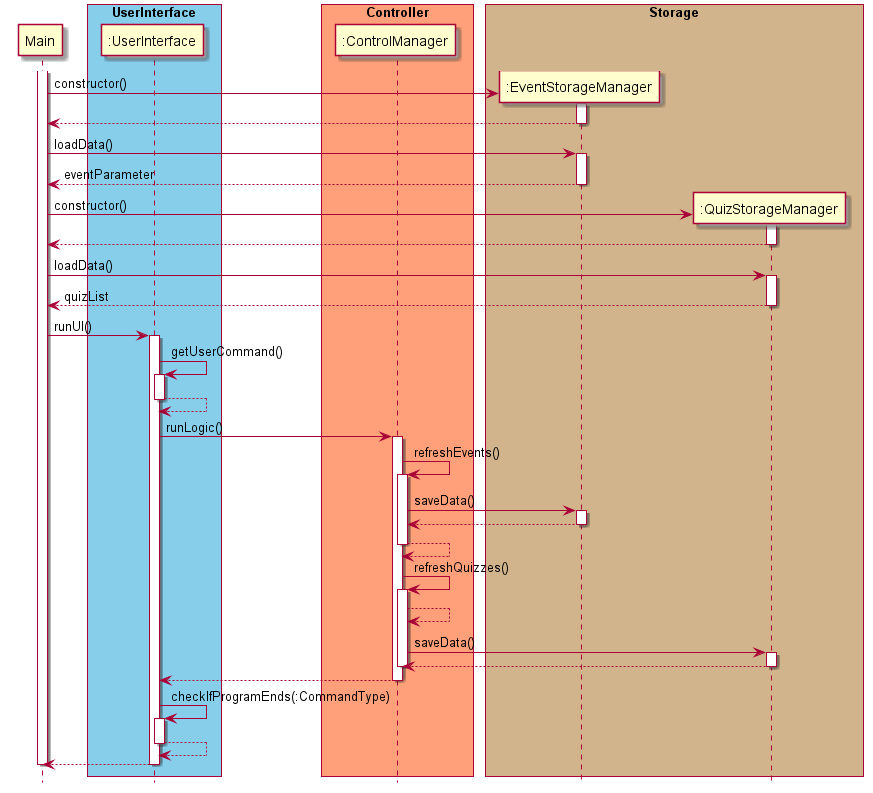 UserInterface
Controller
Storage
Main
:UserInterface
:ControlManager
constructor()
:EventStorageManager
loadData()
eventParameter
constructor()
:QuizStorageManager
loadData()
quizList
runUI()
getUserCommand()
runLogic()
refreshEvents()
saveData()
refreshQuizzes()
saveData()
checkIfProgramEnds(:CommandType)